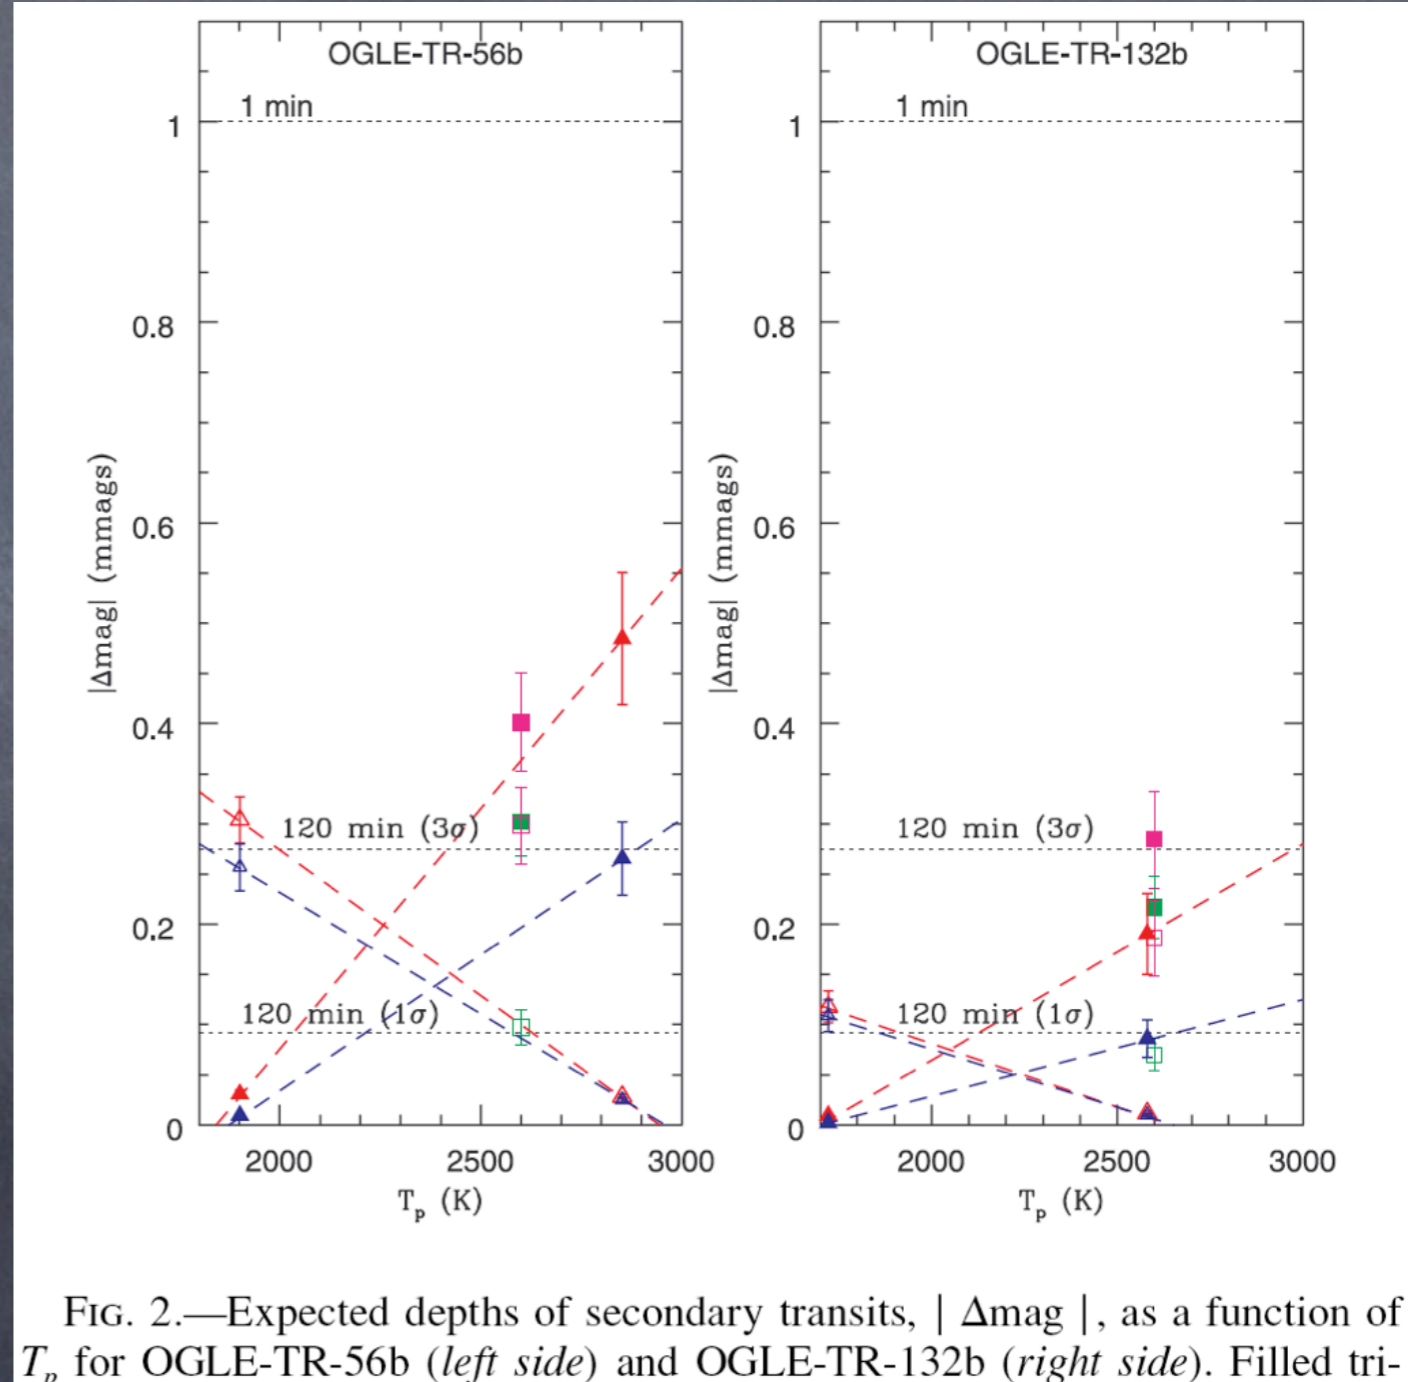 OGLE-TR-56b
OGLE-TR-132b
1 min
1 min
1
1
0.8
0.8
0.6
0.6
|Δmag| (mmags)
|Δmag| (mmags)
0.4
0.4
120 min (3σ)
120 min (3σ)
0.2
0.2
120 min (1σ)
120 min (1σ)
0
0
2000 2500 3000
2000 2500 3000
Tp (K)
Tp (K)
FIG. 2.—Expected depths of secondary transits, | Δmag |, as a function of
Tp for OGLE-TR-56b (left side) and OGLE-TR-132b (right side). Filled tri-